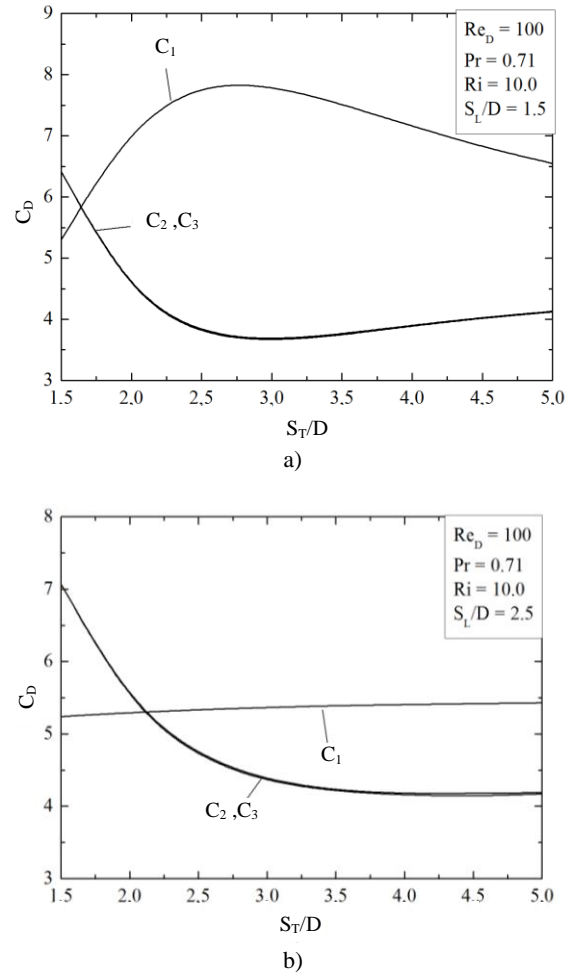 9
8
7
6
5
4
3
C_D
C₁
C₂ ,C₃
Re_D = 100
Pr = 0.71
Ri = 10.0
S_L/D = 1.5
1.5 2,0 2,5 3,0 3,5 4,0 4,5 5,0
S_T/D
a)
8
7
6
5
4
3
C_D
Re_D = 100
Pr = 0.71
Ri = 10.0
S_L/D = 2.5
C₁
C₂ ,C₃
1.5 2.0 2.5 3.0 3.5 4.0 4.5 5.0
S_T/D
b)